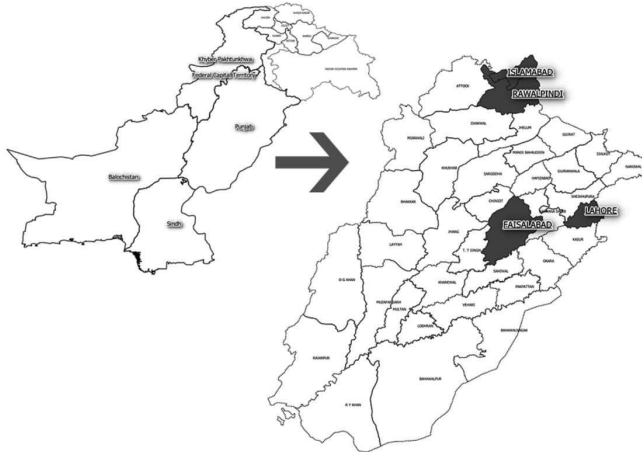 Khyber Pakhtunkhwa
Federal Capital Territory
Punjab
Balochistan
Sindh
ISLAMABAD
RAWALPINDI
ATTOCK
CHAKWAL
JHELUM
GUJRAT
MIANWALI
KHUSHAB
SARGODHA
MANDI BAHAUDDIN
SIALKOT
NAROWAL
GUJRANWALA
HAFIZABAD
SHEIKHUPURA
BHAKKAR
CHINIOT
LAHORE
FAISALABAD
JHANG
KASUR
LAYYAH
T. T SINGH
OKARA
SAHIWAL
D G KHAN
KHANEWAL
PAKPATTAN
MUZAFFARGARH
MULTAN
VEHARI
LODHRAN
BAHAWALNAGAR
RAJANPUR
BAHAWALPUR
R Y KHAN